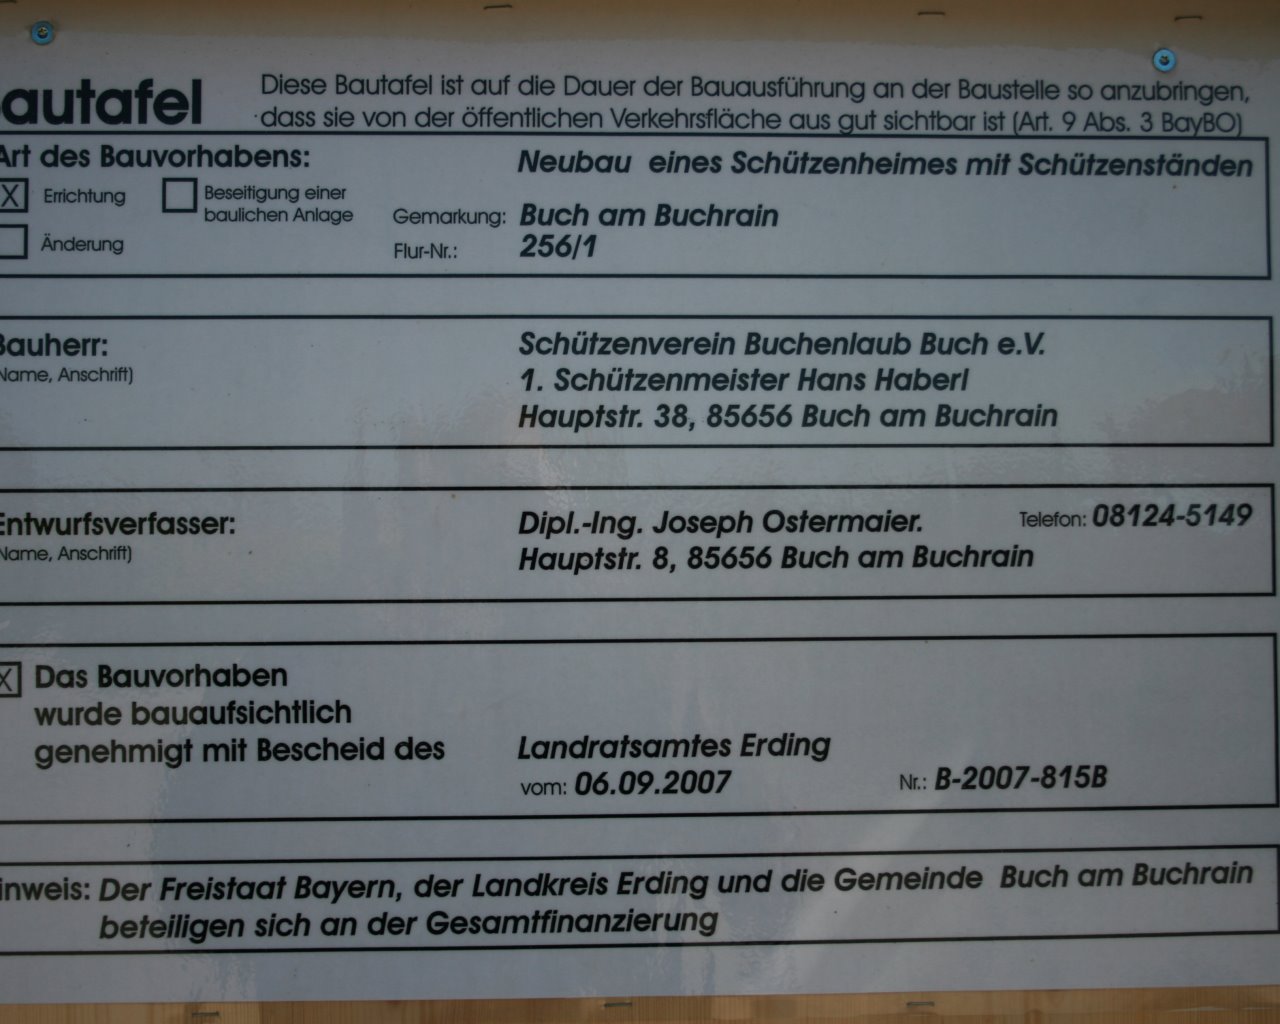 autafel
Diese Bautafel ist auf die Dauer der Bauausführung an der Baustelle so anzubringen,
dass sie von der öffentlichen Verkehrsfläche aus gut sichtbar ist (Art. 9 Abs. 3 BayBO)
Art des Bauvorhabens:
Neubau eines Schützenheimes mit Schützenständen
X Errichtung
Beseitigung einer
baulichen Anlage
Gemarkung: Buch am Buchrain
Änderung
Flur-Nr.: 256/1
Bauherr:
(Name, Anschrift)
Schützenverein Buchenlaub Buch e.V.
1. Schützenmeister Hans Haberl
Hauptstr. 38, 85656 Buch am Buchrain
Entwurfsverfasser:
(Name, Anschrift)
Dipl.-Ing. Joseph Ostermaier.
Telefon: 08124-5149
Hauptstr. 8, 85656 Buch am Buchrain
X Das Bauvorhaben
wurde bauaufsichtlich
genehmigt mit Bescheid des
Landratsamtes Erding
vom: 06.09.2007
Nr.: B-2007-815B
inweis: Der Freistaat Bayern, der Landkreis Erding und die Gemeinde Buch am Buchrain
beteiligen sich an der Gesamtfinanzierung